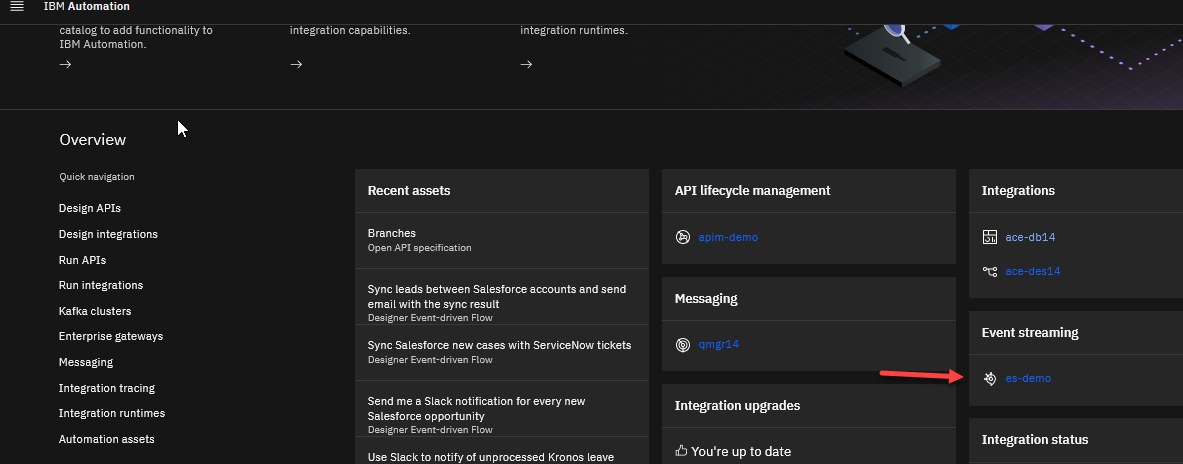 IBM Automation
catalog to add functionality to
IBM Automation.
integration capabilities.
integration runtimes.
Overview
Quick navigation
Design APIs
Design integrations
Run APIs
Run integrations
Kafka clusters
Enterprise gateways
Messaging
Integration tracing
Integration runtimes
Automation assets
Recent assets
Branches
Open API specification
Sync leads between Salesforce accounts and send
email with the sync result
Designer Event-driven Flow
Sync Salesforce new cases with ServiceNow tickets
Designer Event-driven Flow
Send me a Slack notification for every new
Salesforce opportunity
Designer Event-driven Flow
Use Slack to notify of unprocessed Kronos leave
API lifecycle management
apim-demo
Messaging
qmgr14
Integration upgrades
You're up to date
Integrations
ace-db14
ace-des14
Event streaming
es-demo
Integration status